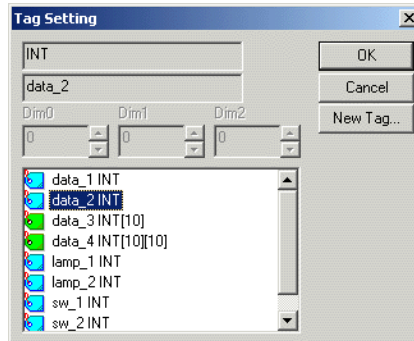 Tag Setting
INT
OK
data_2
Cancel
Dim0 Dim1 Dim2
New Tag...
0 0 0
data_1 INT
data_2 INT
data_3 INT[10]
data_4 INT[10][10]
lamp_1 INT
lamp_2 INT
sw_1 INT
sw_2 INT